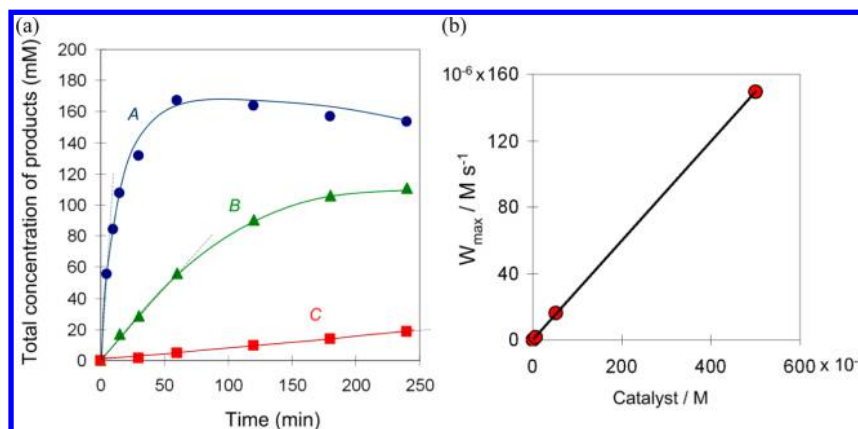 (a)
Total concentration of products (mM)
200
180
160
140
120
100
80
60
40
20
0
A
B
C
0 50 100 150 200 250
Time (min)
(b)
10⁻⁶ x 160
120
80
40
0
W max / M s⁻¹
0 200 400 600 x 10⁻
Catalyst / M